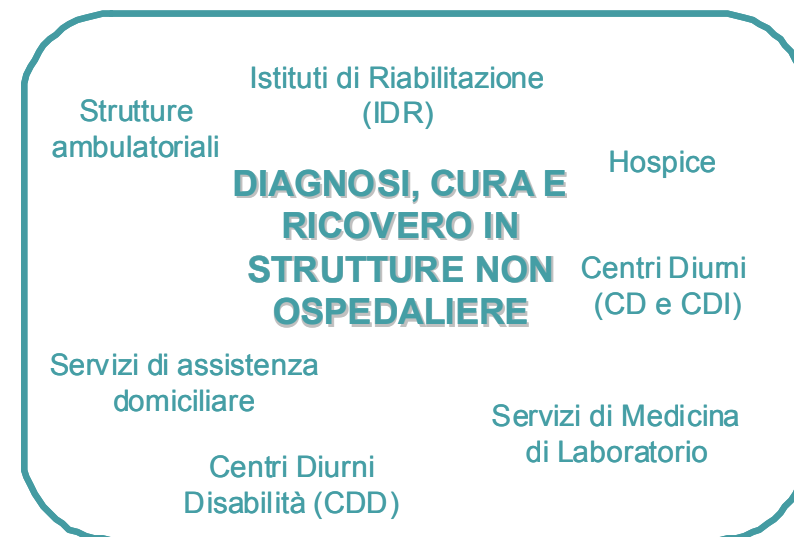 Istituti di Riabilitazione
(IDR)
Strutture
ambulatoriali
Hospice
DIAGNOSI, CURA E
RICOVERO IN
STRUTTURE NON
OSPEDALIERE
Centri Diurni
(CD e CDI)
Servizi di assistenza
domiciliare
Servizi di Medicina
di Laboratorio
Centri Diurni
Disabilità (CDD)